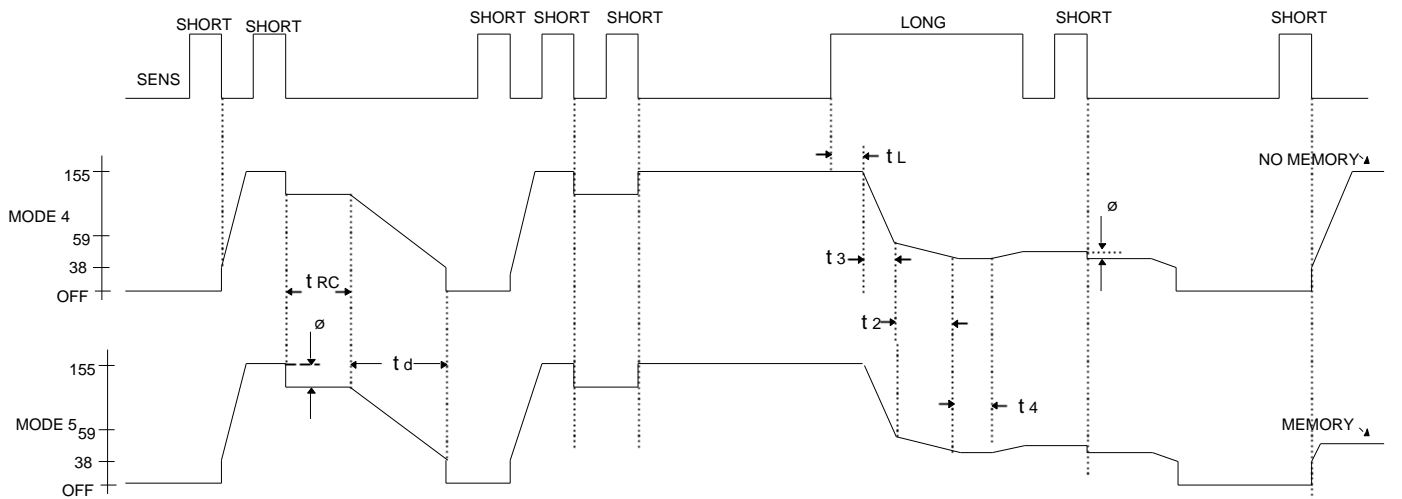 SHORT SHORT SHORT SHORT SHORT LONG SHORT SHORT
SENS
t L
NO MEMORY
155
MODE 4
ø
59
t 3
38
t RC
OFF
t 2
ø
155
t d
t 4
MODE 5
59
MEMORY
38
OFF